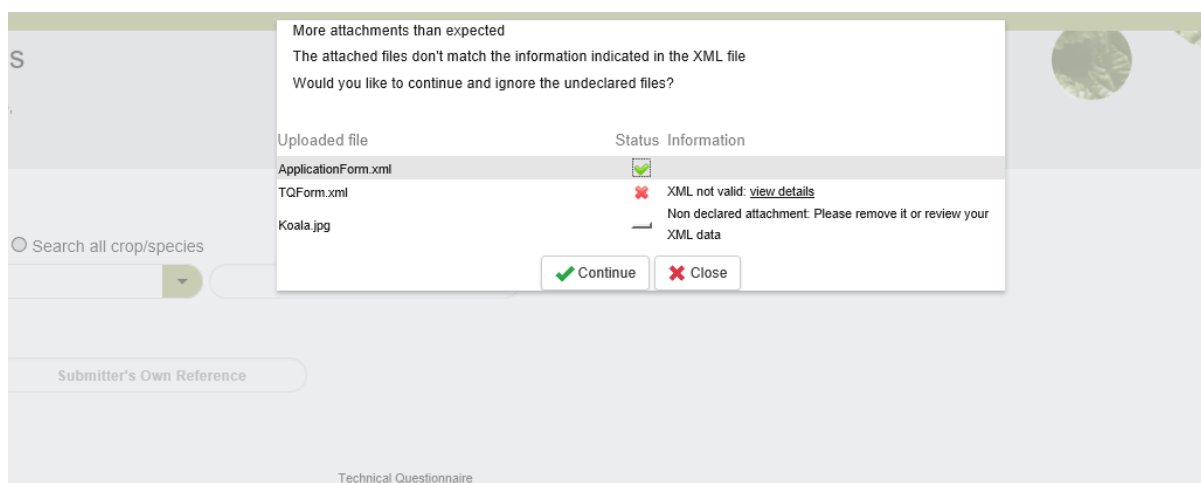 More attachments than expected
The attached files don't match the information indicated in the XML file
Would you like to continue and ignore the undeclared files?
s
Uploaded file Status Information
ApplicationForm.xml
TQForm.xml XML not valid: view details
Koala.jpg Non declared attachment: Please remove it or review your
XML data
Search all crop/species
Continue Close
Submitter's Own Reference
Technical Questionnaire